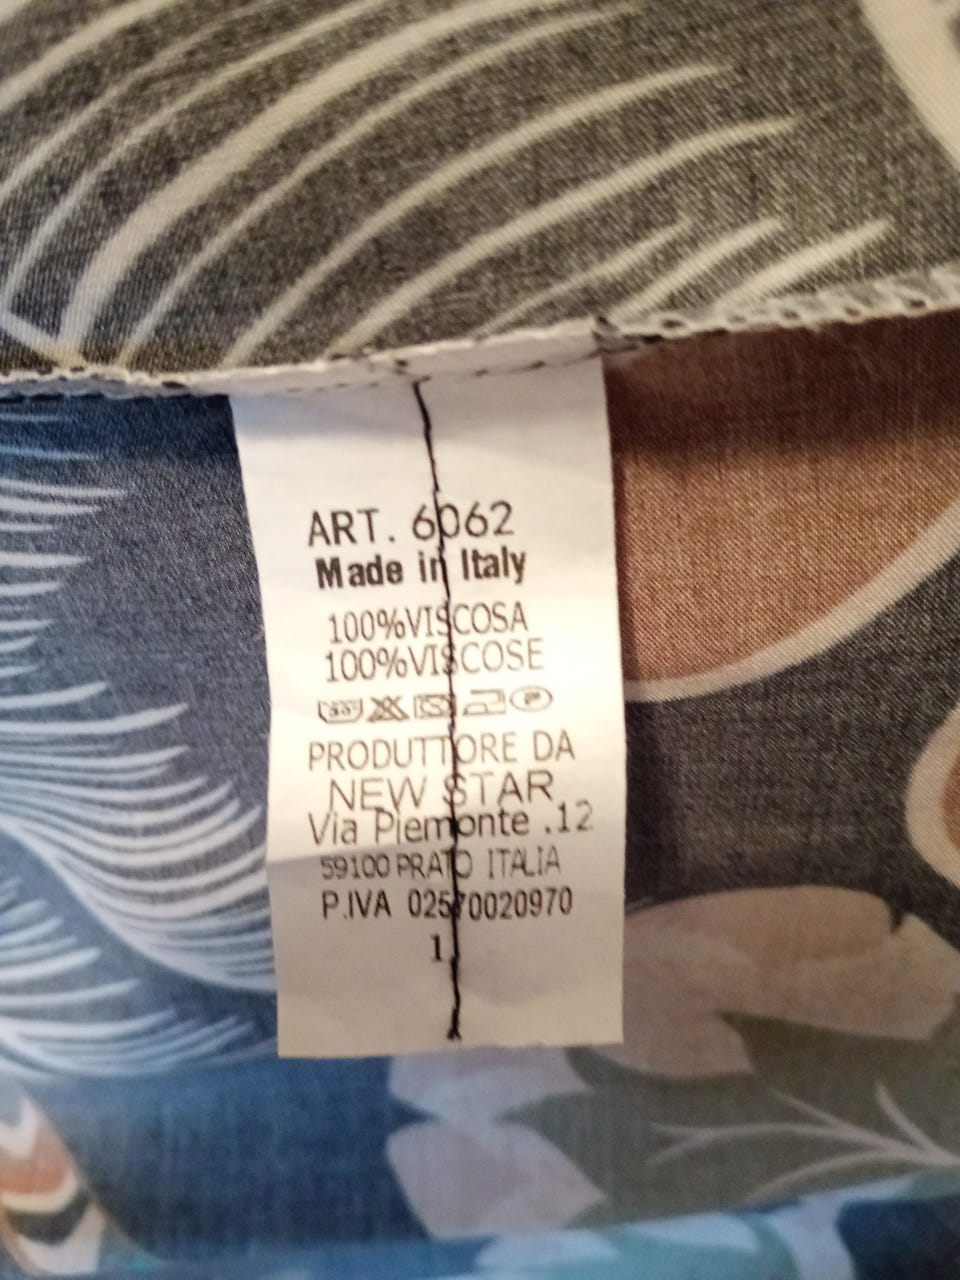 ART. 6062
Made in Italy
100%VISCOSA
100%VISCOSE
PRODUTTORE DA
NEW STAR
Via Piemonte .12
59100 PRATO ITALIA
P.IVA 02570020970
1